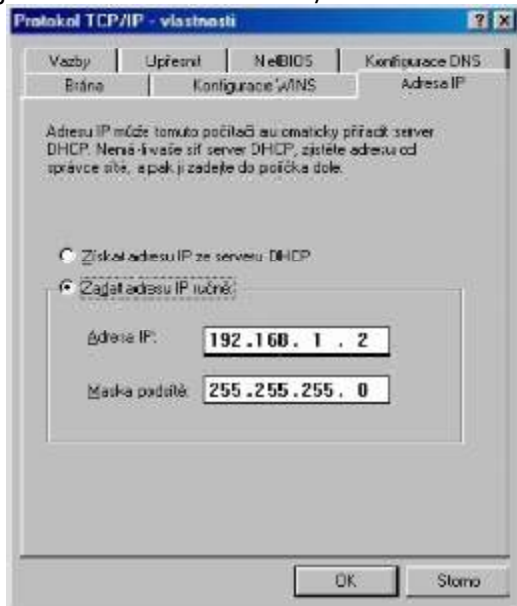 Protokol TCP/IP - vlastnosti
Vazby Upřesnit NetBIOS Konfigurace DNS
Brána Konfigurace WINS Adresa IP
Adresu IP může tomuto počítači automaticky přiřadit server
DHCP. Nemá-li vaše síť server DHCP, zjistěte adresu od
správce sítě, a pak ji zadejte do políčka dole.
Získat adresu IP ze serveru DHCP
Zadat adresu IP ručně:
Adresa IP: 192.168. 1 . 2
Maska podsítě: 255.255.255. 0
OK Storno